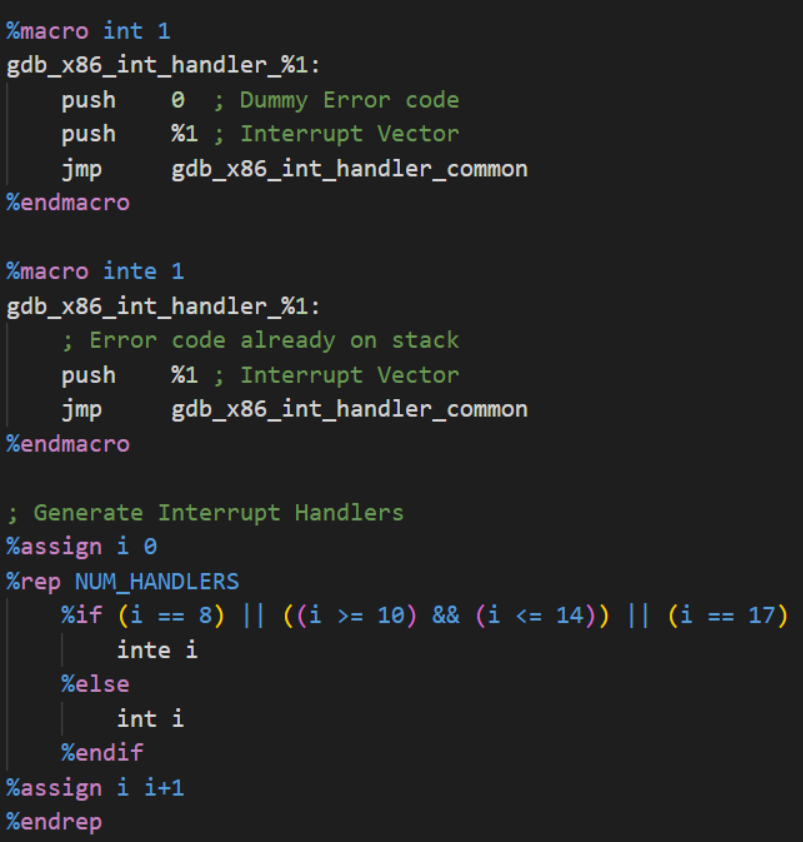 %macro int 1
gdb_x86_int_handler_%1:
    push    0  ; Dummy Error code
    push    %1 ; Interrupt Vector
    jmp     gdb_x86_int_handler_common
%endmacro

%macro inte 1
gdb_x86_int_handler_%1:
    ; Error code already on stack
    push    %1 ; Interrupt Vector
    jmp     gdb_x86_int_handler_common
%endmacro

; Generate Interrupt Handlers
%assign i 0
%rep NUM_HANDLERS
    %if (i == 8) || ((i >= 10) && (i <= 14)) || (i == 17)
        inte i
    %else
        int i
    %endif
%assign i i+1
%endrep